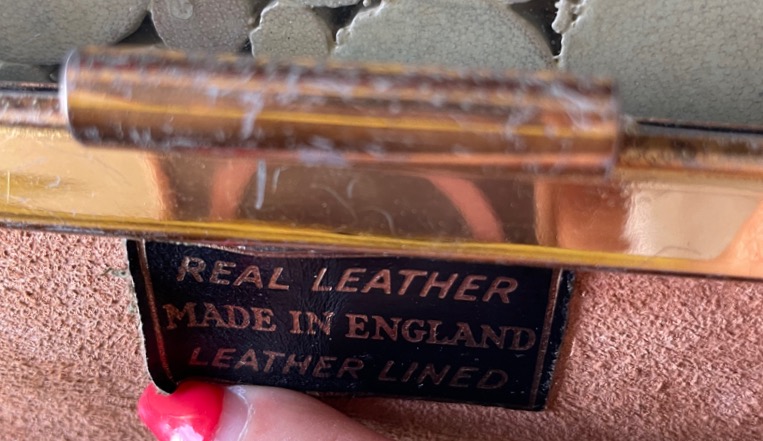 REAL LEATHER
MADE IN ENGLAND
LEATHER LINED